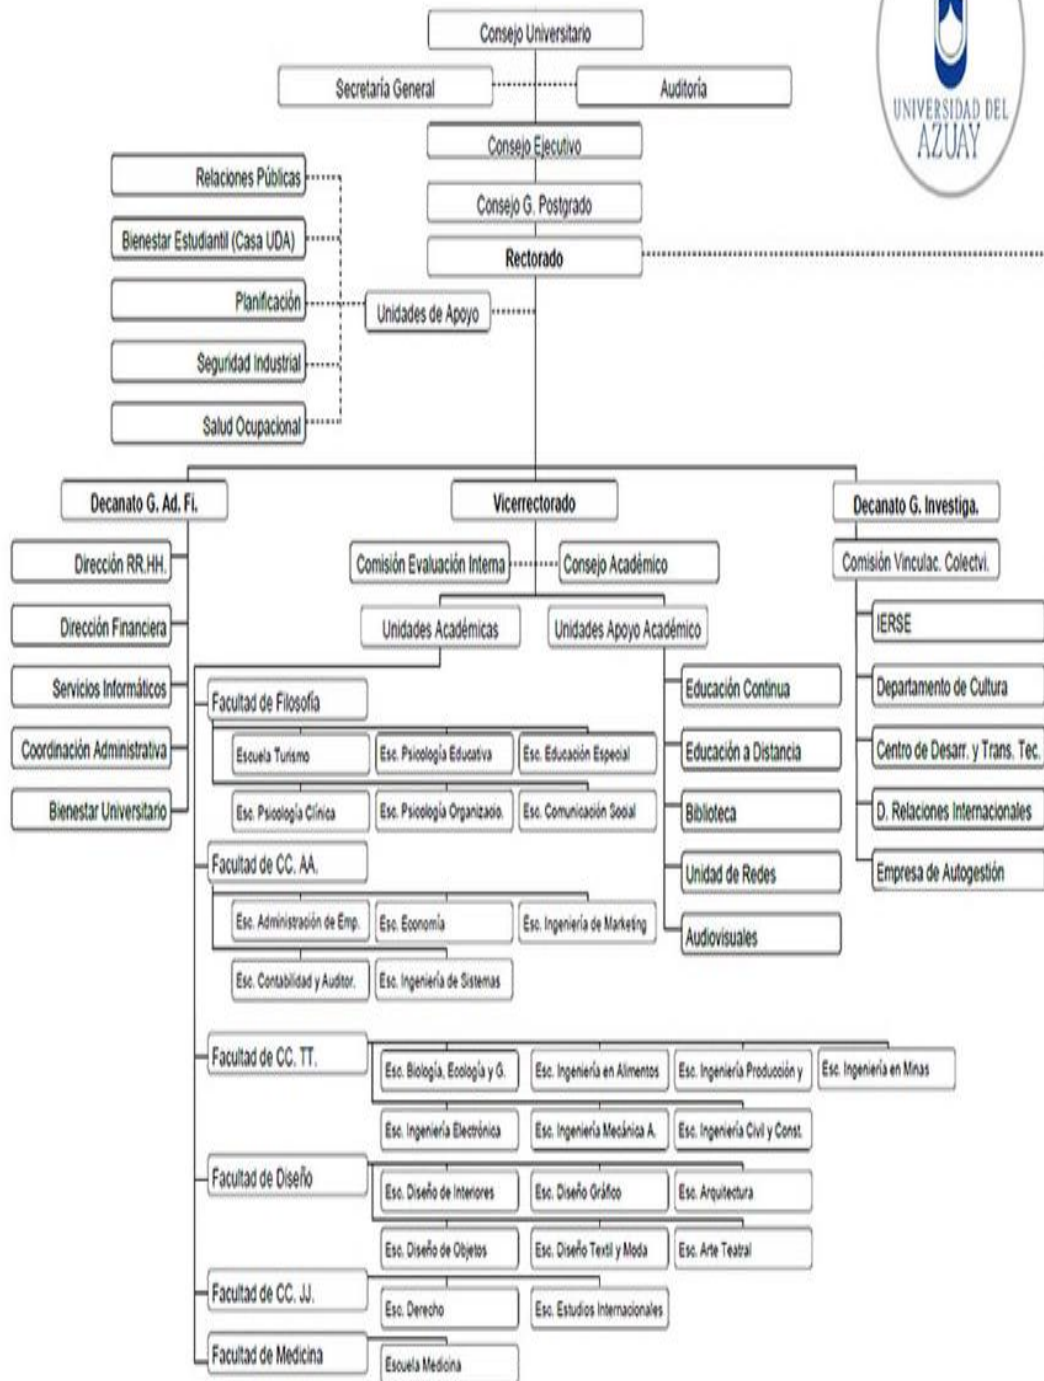 Consejo Universitario
Secretaría General
Auditoría
UNIVERSIDAD DEL
AZUAY
Consejo Ejecutivo
Relaciones Públicas
Consejo G. Postgrado
Bienestar Estudiantil (Casa UDA)
Rectorado
Planificación
Unidades de Apoyo
Seguridad Industrial
Salud Ocupacional
Decanato G. Ad. Fi.
Vicerrectorado
Decanato G. Investiga.
Dirección RR.HH.
Comisión Evaluación Interna
Consejo Académico
Comisión Vinculac. Colectvi.
Dirección Financiera
Unidades Académicas
Unidades Apoyo Académico
IERSE
Servicios Informáticos
Facultad de Filosofía
Educación Continua
Departamento de Cultura
Coordinación Administrativa
Escuela Turismo
Esc. Psicología Educativa
Esc. Educación Especial
Educación a Distancia
Centro de Desarr. y Trans. Tec.
Bienestar Universitario
Esc. Psicología Clínica
Esc. Psicología Organizacio.
Esc. Comunicación Social
Biblioteca
D. Relaciones Internacionales
Facultad de CC. AA.
Unidad de Redes
Empresa de Autogestión
Esc. Administración de Emp.
Esc. Economía
Esc. Ingeniería de Marketing
Audiovisuales
Esc. Contabilidad y Auditor.
Esc. Ingeniería de Sistemas
Facultad de CC. TT.
Esc. Biología, Ecología y G.
Esc. Ingeniería en Alimentos
Esc. Ingeniería Producción y
Esc. Ingeniería en Minas
Esc. Ingeniería Electrónica
Esc. Ingeniería Mecánica A.
Esc. Ingeniería Civil y Const.
Facultad de Diseño
Esc. Diseño de Interiores
Esc. Diseño Gráfico
Esc. Arquitectura
Esc. Diseño de Objetos
Esc. Diseño Textil y Moda
Esc. Arte Teatral
Facultad de CC. JJ.
Esc. Derecho
Esc. Estudios Internacionales
Facultad de Medicina
Escuela Medicina